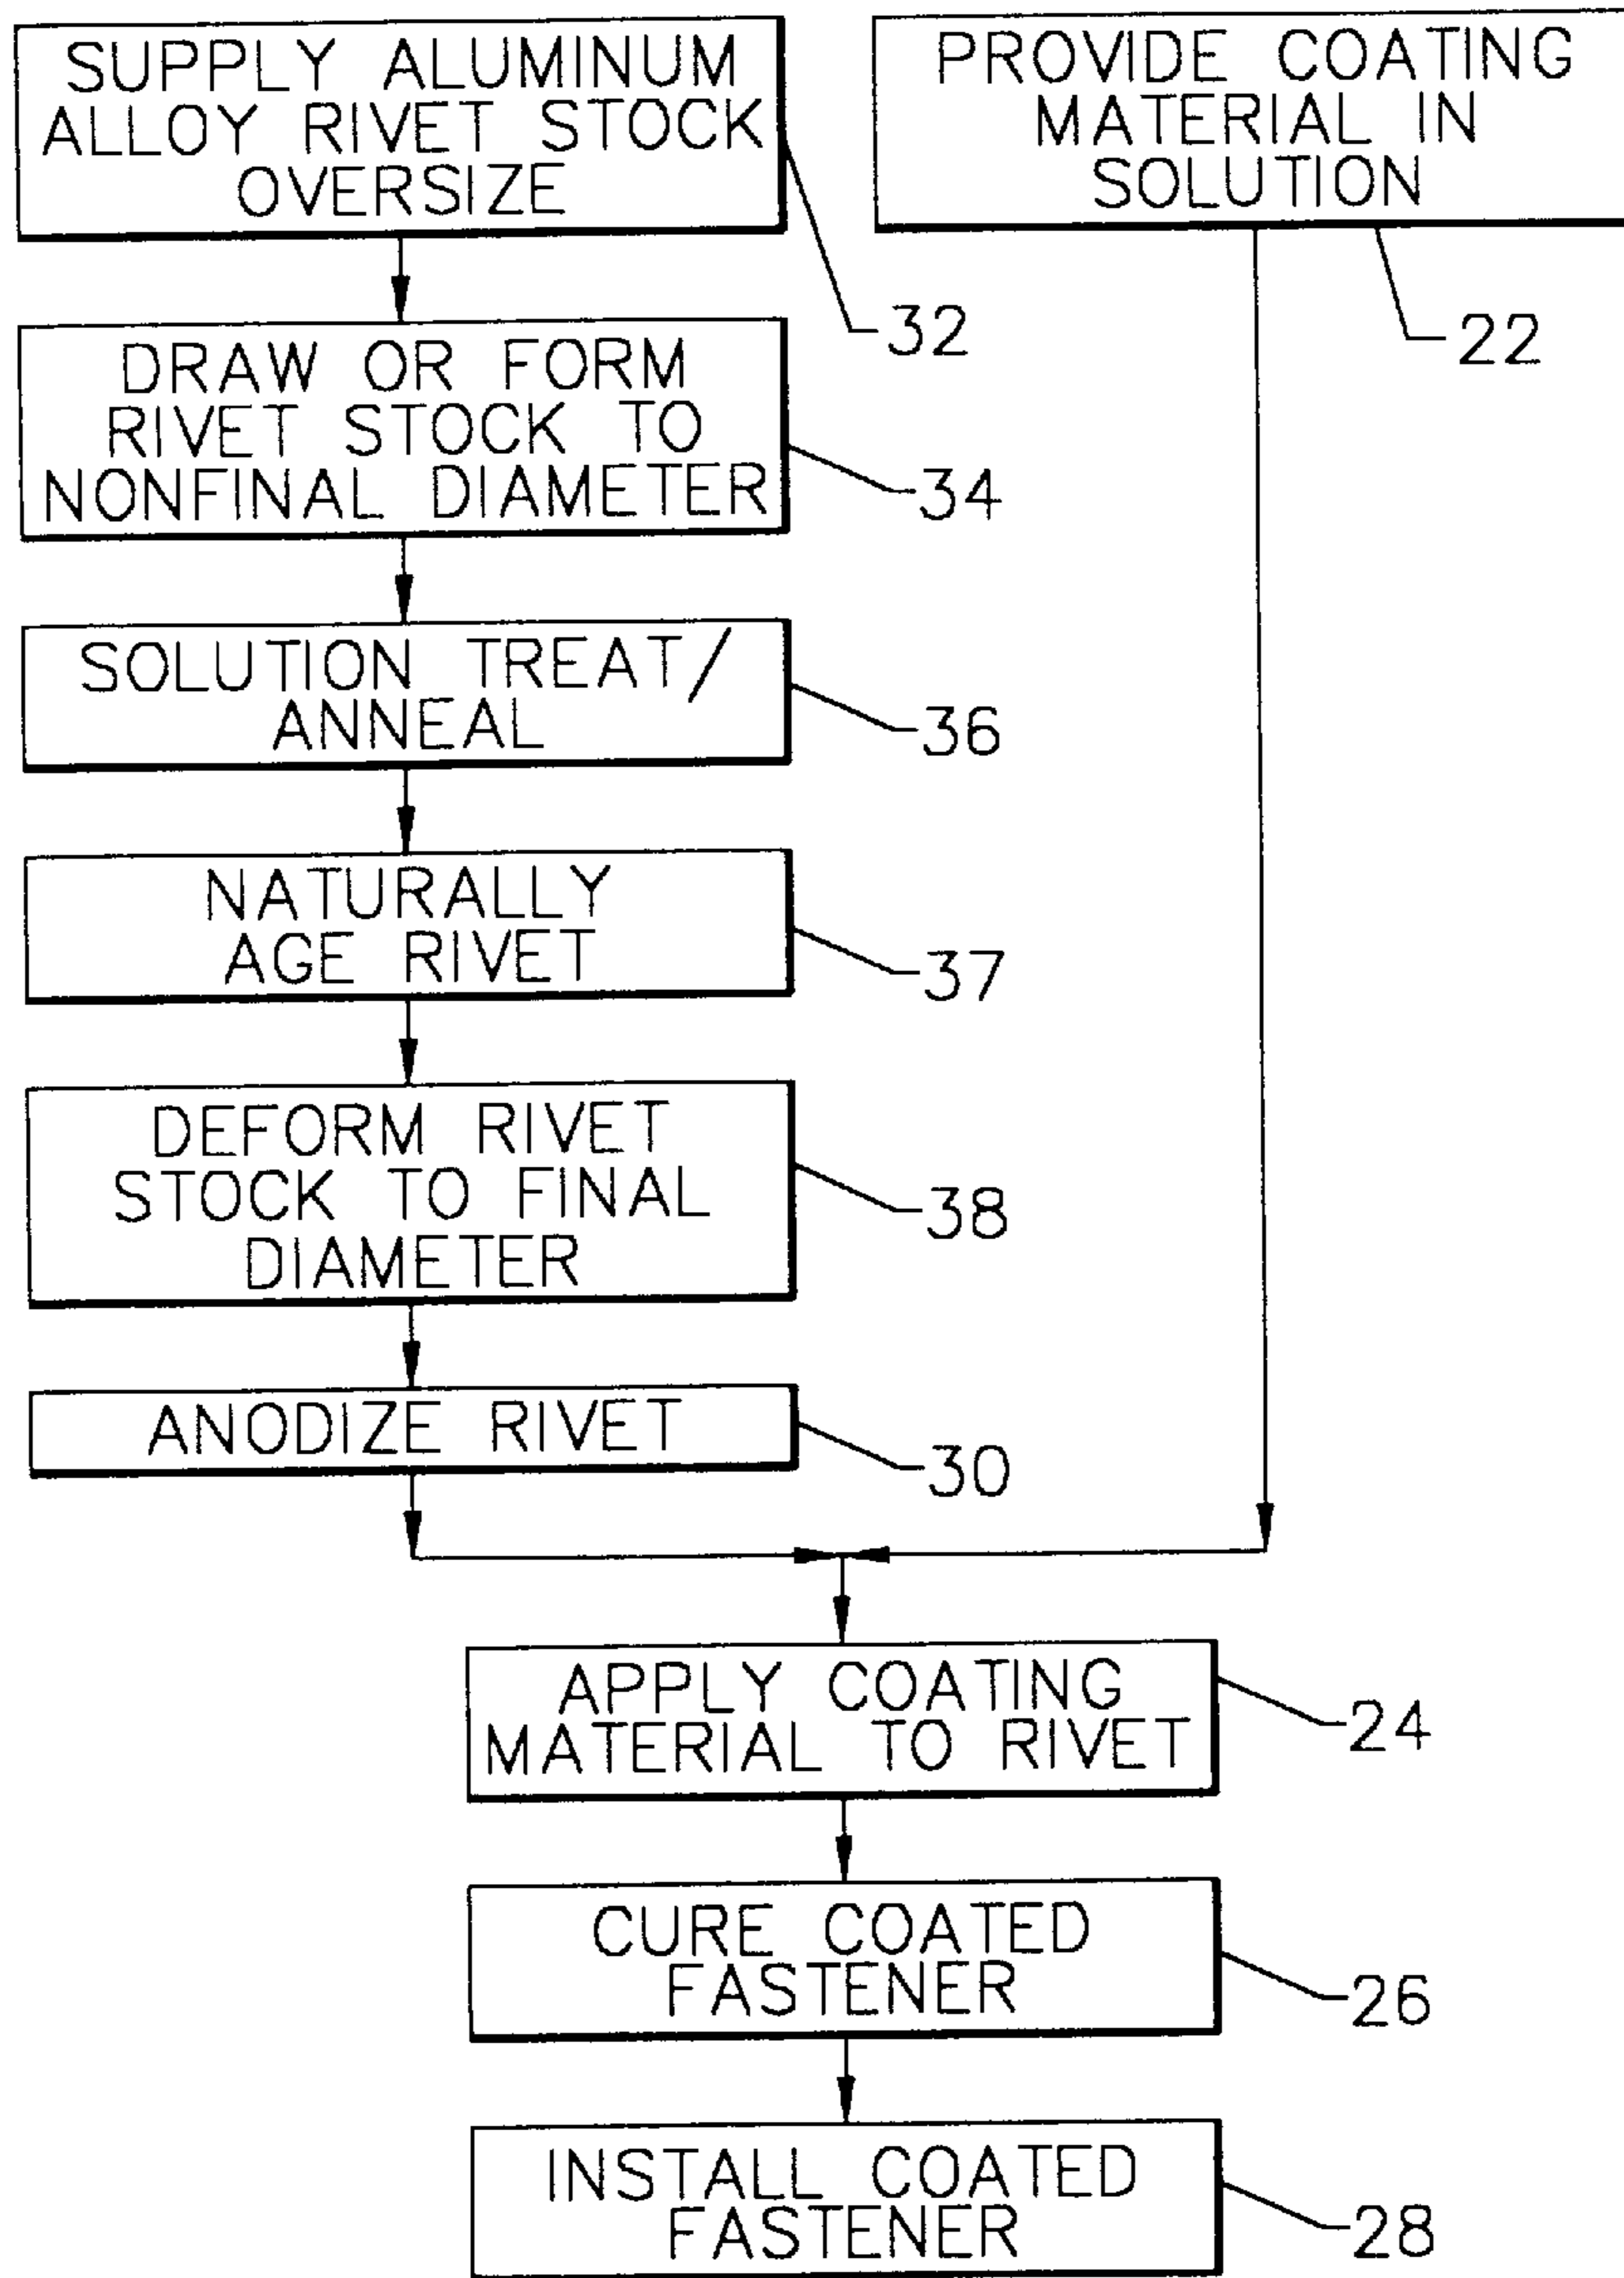 SUPPLY ALUMINUM
ALLOY RIVET STOCK
OVERSIZE
32
PROVIDE COATING
MATERIAL IN
SOLUTION
22
DRAW OR FORM
RIVET STOCK TO
NONFINAL DIAMETER
34
SOLUTION TREAT/
ANNEAL
36
NATURALLY
AGE RIVET
37
DEFORM RIVET
STOCK TO FINAL
DIAMETER
38
ANODIZE RIVET
30
APPLY COATING
MATERIAL TO RIVET
24
CURE COATED
FASTENER
26
INSTALL COATED
FASTENER
28